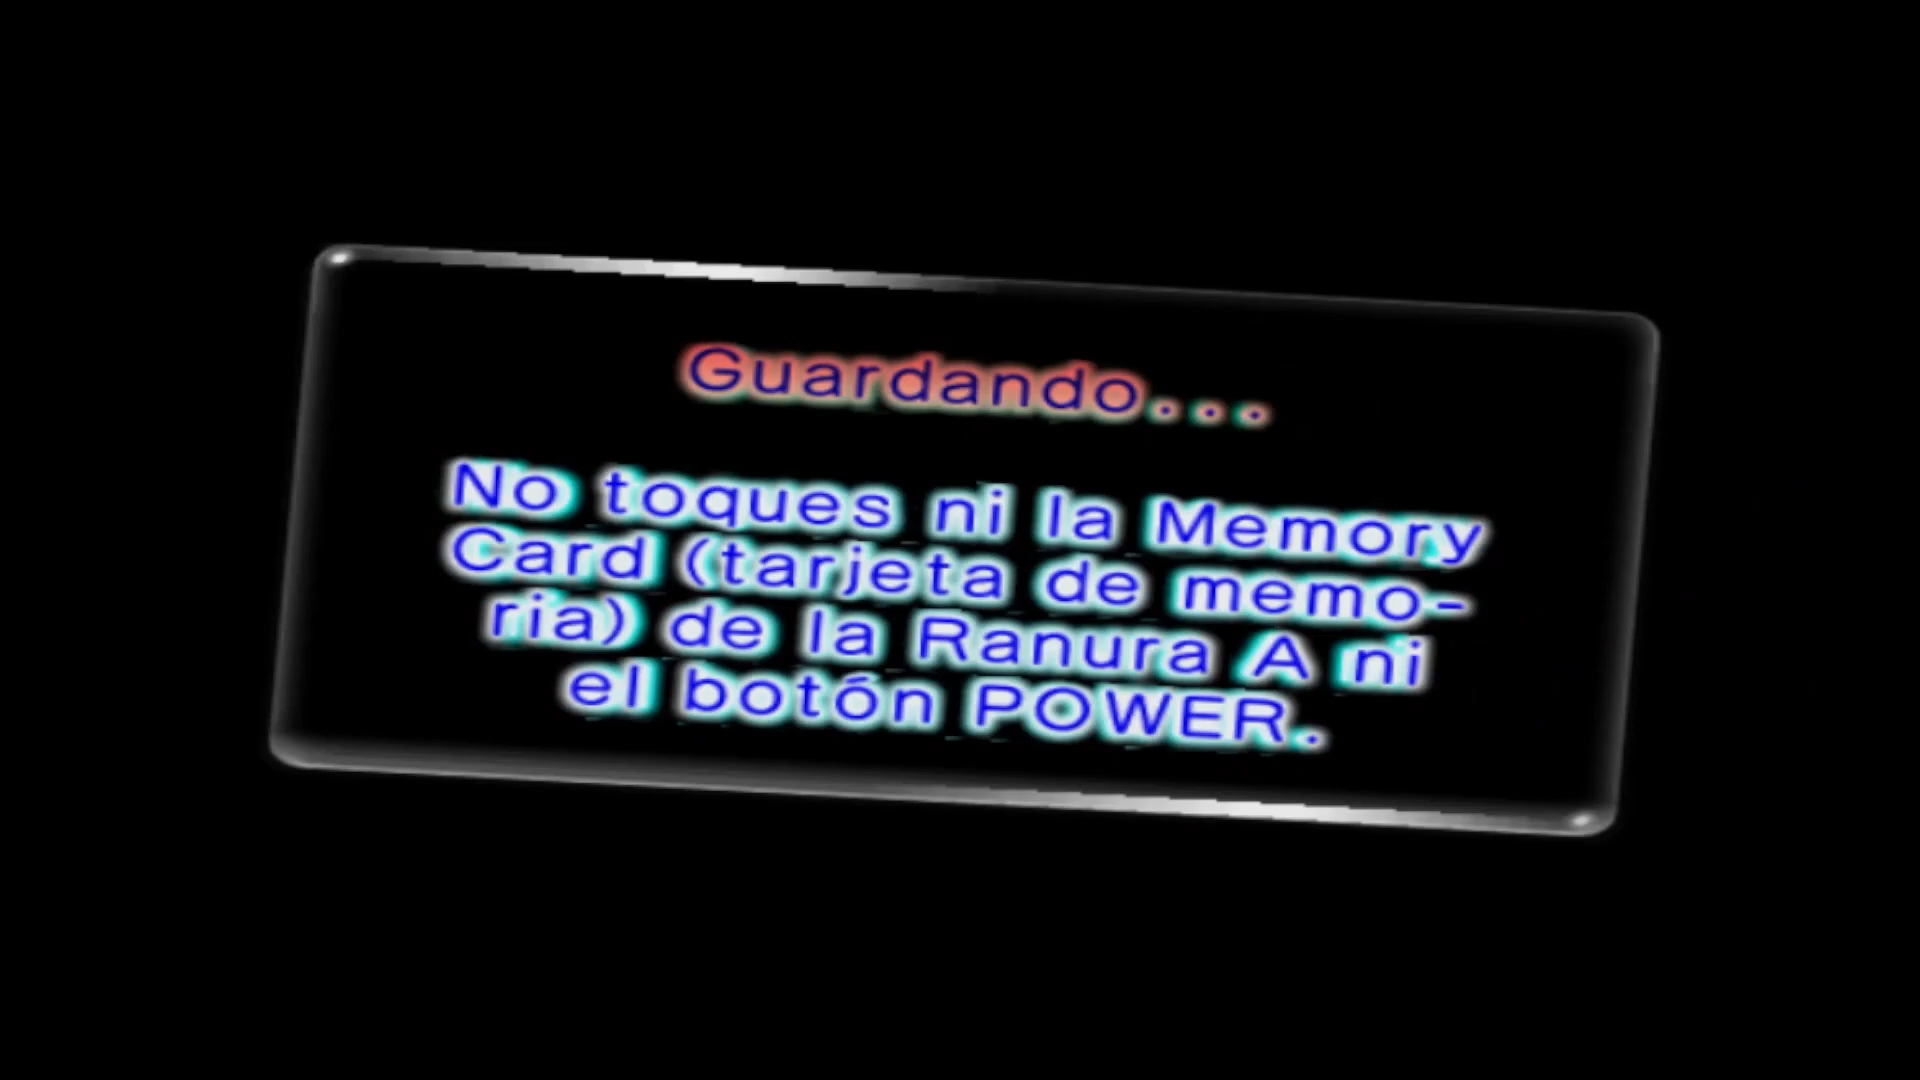 Guardando...
No toques ni la Memory
Card (tarjeta de memo-
ria) de la Ranura A ni
el botón POWER.